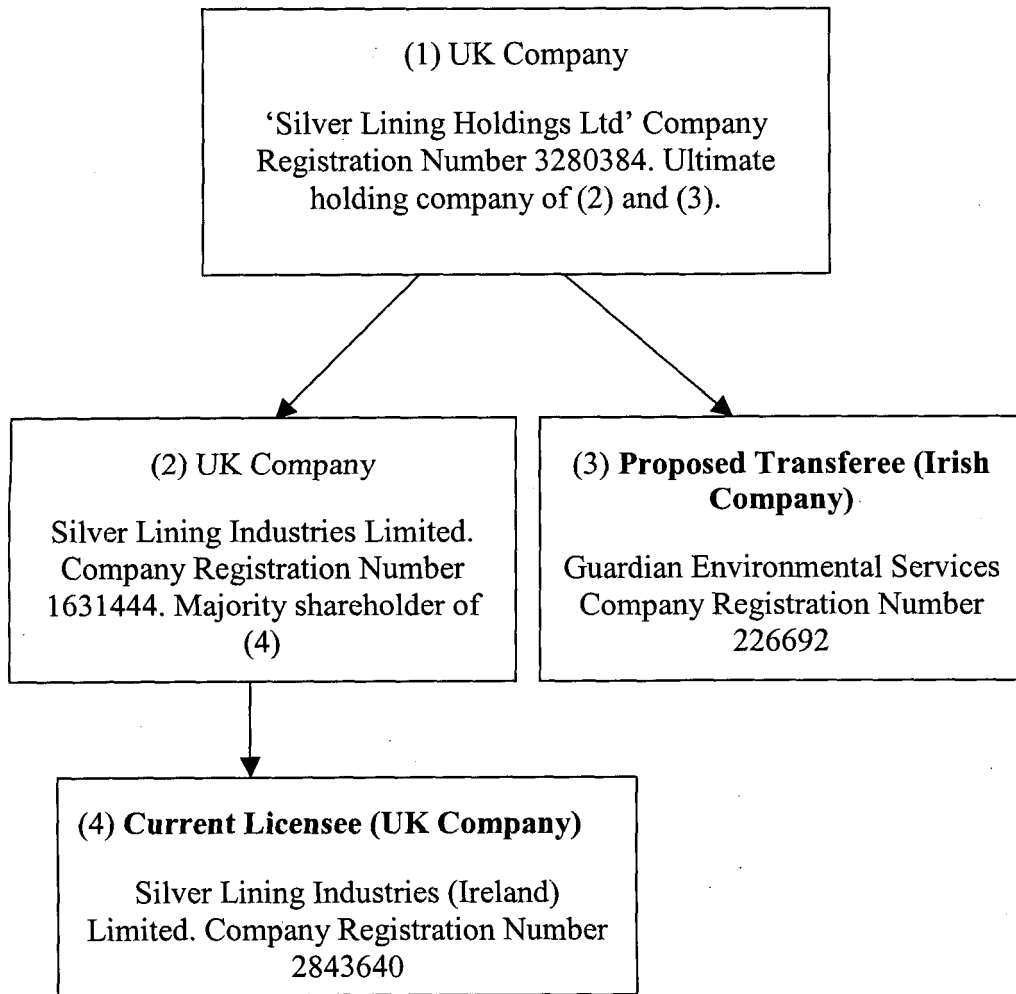 (1) UK Company
‘Silver Lining Holdings Ltd’ Company
Registration Number 3280384. Ultimate
holding company of (2) and (3).
(2) UK Company
Silver Lining Industries Limited.
Company Registration Number
1631444. Majority shareholder of
(4)
(3) Proposed Transferee (Irish
Company)
Guardian Environmental Services
Company Registration Number
226692
(4) Current Licensee (UK Company)
Silver Lining Industries (Ireland)
Limited. Company Registration Number
2843640